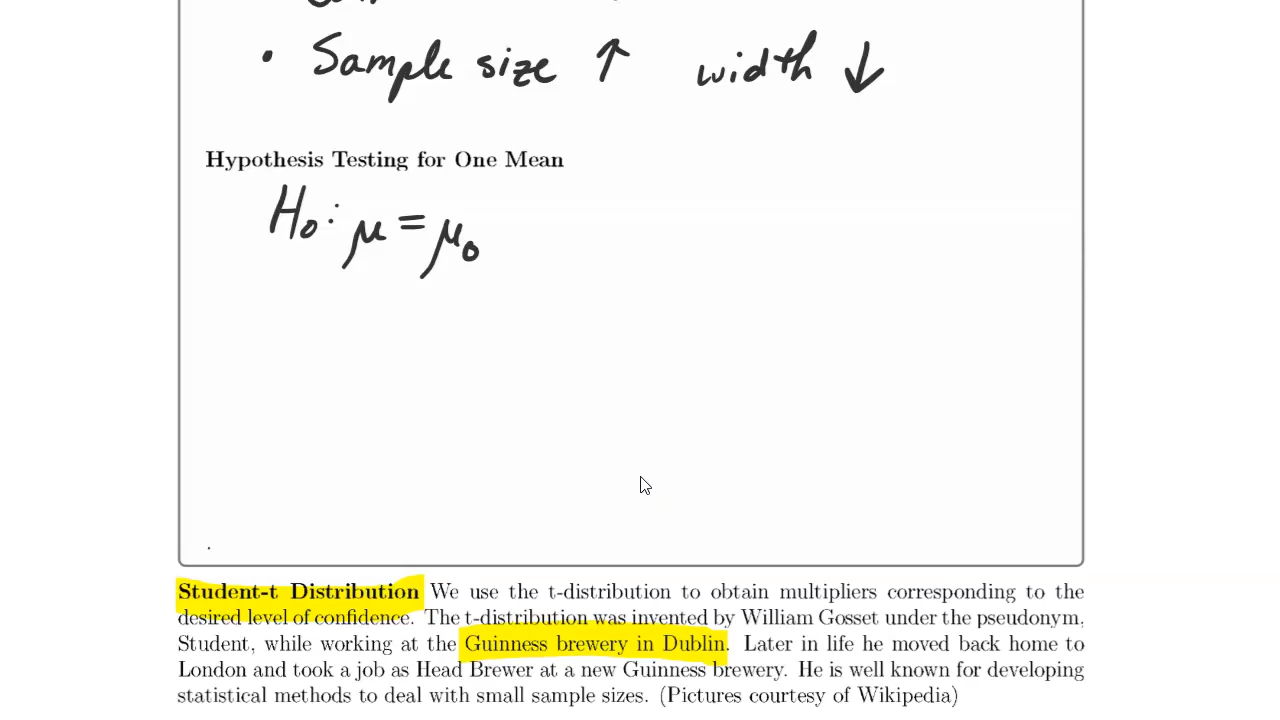 • Sample size ↑ width ↓
Hypothesis Testing for One Mean
H₀: μ = μ₀
.
Student-t Distribution We use the t-distribution to obtain multipliers corresponding to the
desired level of confidence. The t-distribution was invented by William Gosset under the pseudonym,
Student, while working at the Guinness brewery in Dublin. Later in life he moved back home to
London and took a job as Head Brewer at a new Guinness brewery. He is well known for developing
statistical methods to deal with small sample sizes. (Pictures courtesy of Wikipedia)